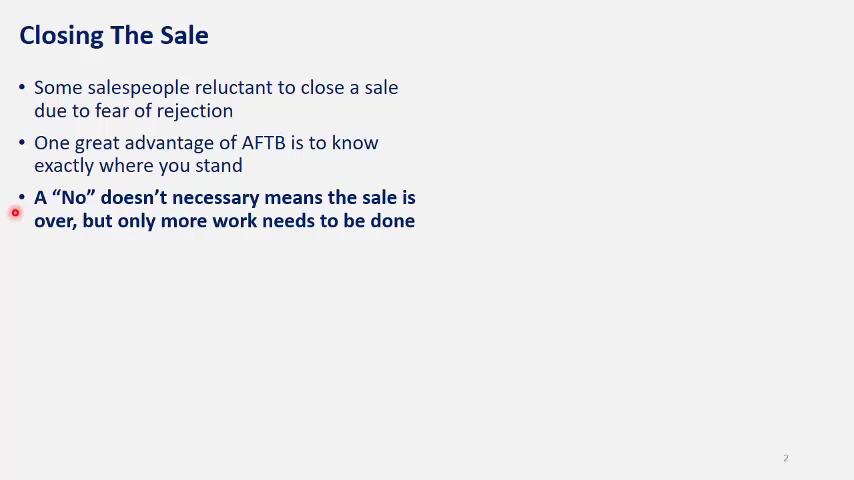 Closing The Sale
• Some salespeople reluctant to close a sale
due to fear of rejection
• One great advantage of AFTB is to know
exactly where you stand
• A “No” doesn’t necessary means the sale is
over, but only more work needs to be done
2